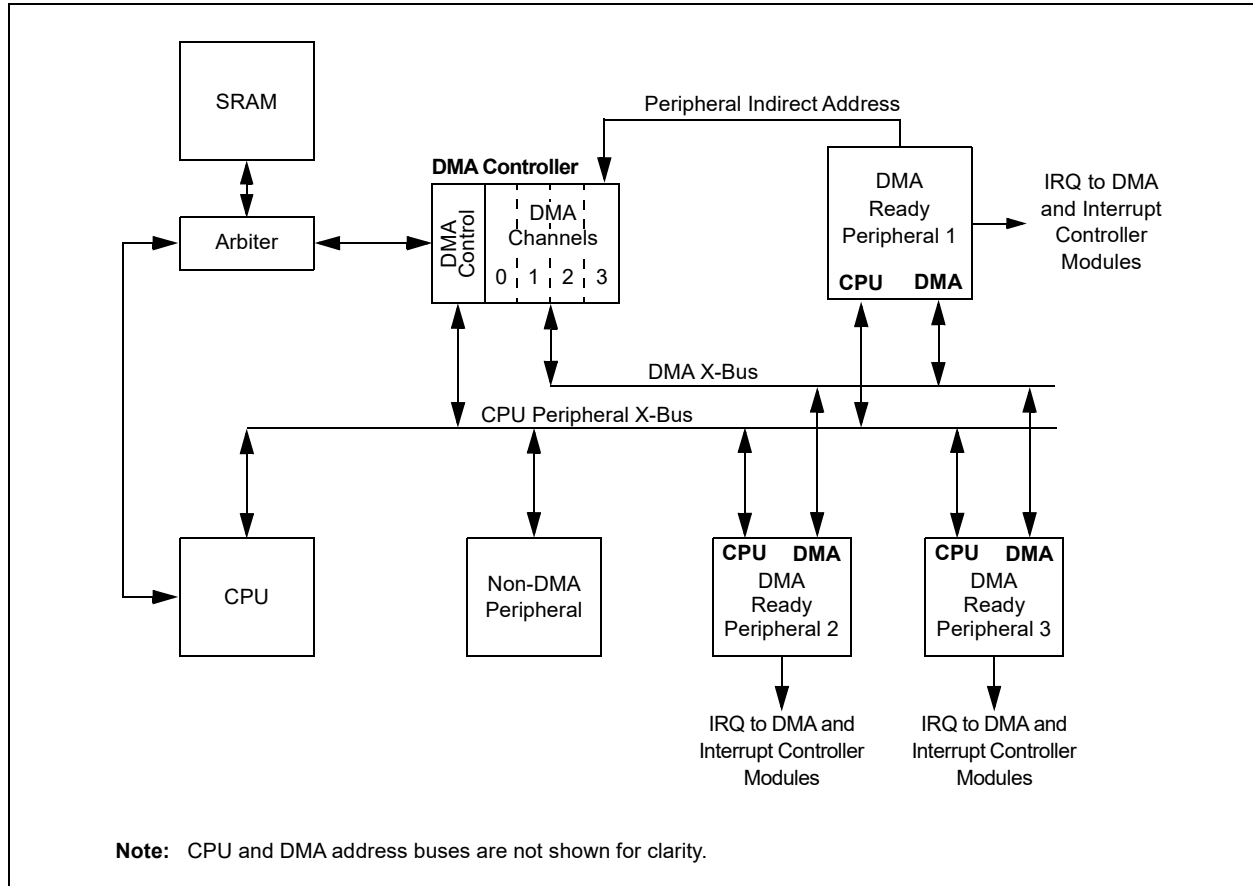 SRAM
Peripheral Indirect Address
DMA Controller
DMA
Ready
Peripheral 1
CPU DMA
IRQ to DMA
and Interrupt
Controller
Modules
Arbiter
DMA
Control
DMA
Channels
0 1 2 3
DMA X-Bus
CPU Peripheral X-Bus
CPU
Non-DMA
Peripheral
CPU DMA
DMA
Ready
Peripheral 2
CPU DMA
DMA
Ready
Peripheral 3
IRQ to DMA and
Interrupt Controller
Modules
IRQ to DMA and
Interrupt Controller
Modules
Note: CPU and DMA address buses are not shown for clarity.